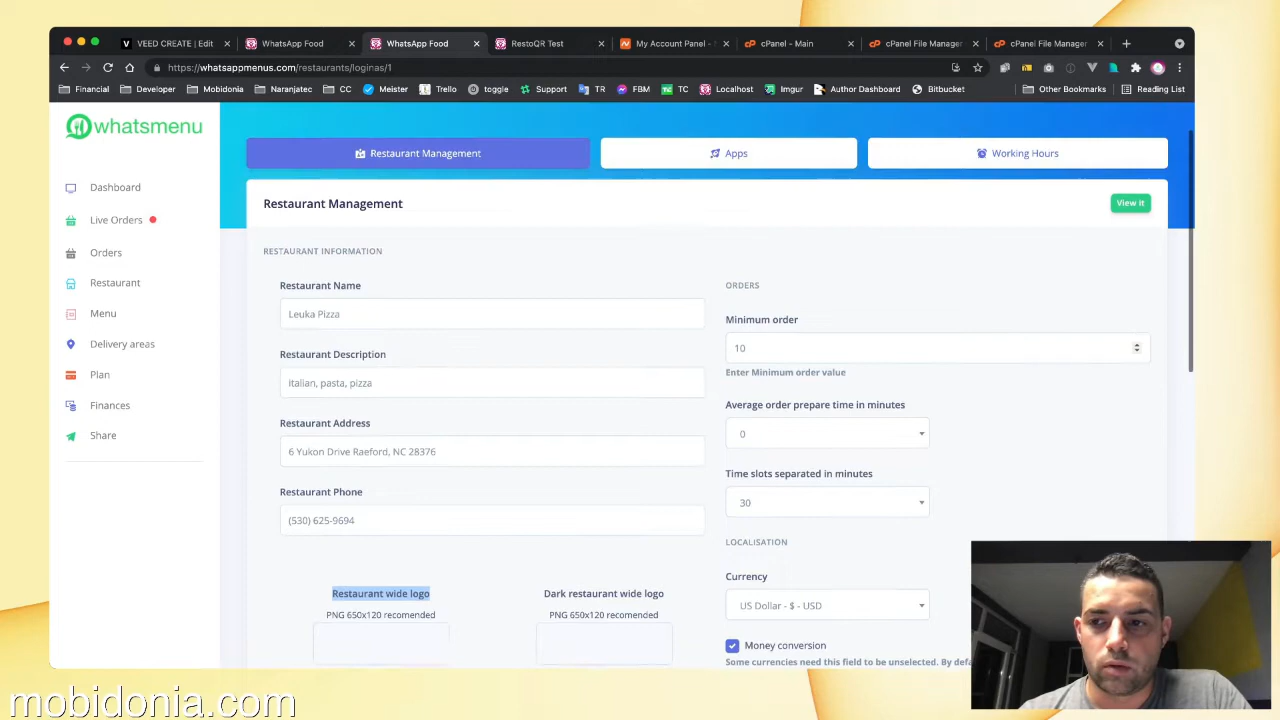 VEED CREATE | Edit
WhatsApp Food
WhatsApp Food
RestoQR Test
My Account Panel -
cPanel - Main
cPanel File Manager
cPanel File Manager
https://whatsappmenus.com/restaurants/loginas/1
Financial
Developer
Mobidonia
Naranjatec
CC
Meister
Trello
toggle
Support
TR
FBM
TC
Localhost
Imgur
Author Dashboard
Bitbucket
Other Bookmarks
Reading List
whatsmenu
Restaurant Management
Apps
Working Hours
Dashboard
Live Orders
Orders
Restaurant
Menu
Delivery areas
Plan
Finances
Share
Restaurant Management
View it
RESTAURANT INFORMATION
Restaurant Name
Leuka Pizza
Restaurant Description
italian, pasta, pizza
Restaurant Address
6 Yukon Drive Raeford, NC 28376
Restaurant Phone
(530) 625-9694
Restaurant wide logo
PNG 650x120 recomended
Dark restaurant wide logo
PNG 650x120 recomended
ORDERS
Minimum order
10
Enter Minimum order value
Average order prepare time in minutes
0
Time slots separated in minutes
30
LOCALISATION
Currency
US Dollar - $ - USD
Money conversion
Some currencies need this field to be unselected. By
mobidonia.com